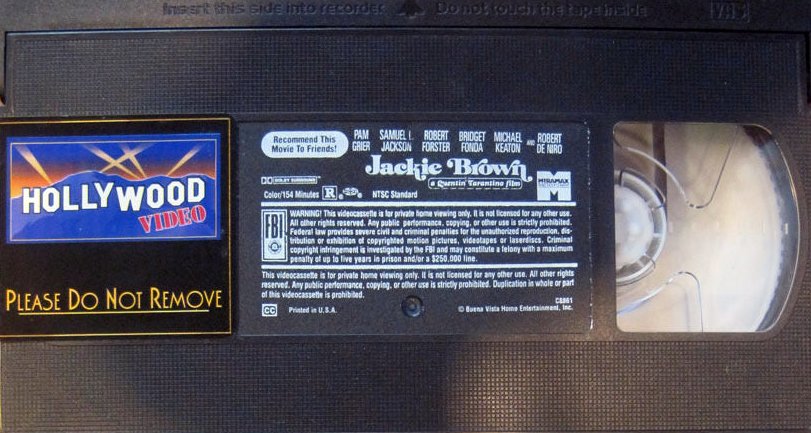 Insert this side into recorder. Do not touch the tape inside
VHS
HOLLYWOOD
VIDEO
PLEASE DO NOT REMOVE
Recommend This
Movie To Friends!
PAM GRIER
SAMUEL L. JACKSON
ROBERT FORSTER
BRIDGET FONDA
MICHAEL KEATON
AND ROBERT DE NIRO
Jackie Brown
a Quentin Tarantino film
MIRAMAX
DOLBY SURROUND
Color/154 Minutes R NTSC Standard
FBI
WARNING! This videocassette is for private home viewing only. It is not licensed for any other use.
All other rights reserved. Any public performance, copying, or other use is strictly prohibited.
Federal law provides severe civil and criminal penalties for the unauthorized reproduction, dis-
tribution or exhibition of copyrighted motion pictures, videotapes or laserdiscs. Criminal
copyright infringement is investigated by the FBI and may constitute a felony with a maximum
penalty of up to five years in prison and/or a $250,000 fine.
This videocassette is for private home viewing only. It is not licensed for any other use. All other rights
reserved. Any public performance, copying, or other use is strictly prohibited. Duplication in whole or part
of this videocassette is prohibited.
C8861
CC Printed in U.S.A. © Buena Vista Home Entertainment, Inc.